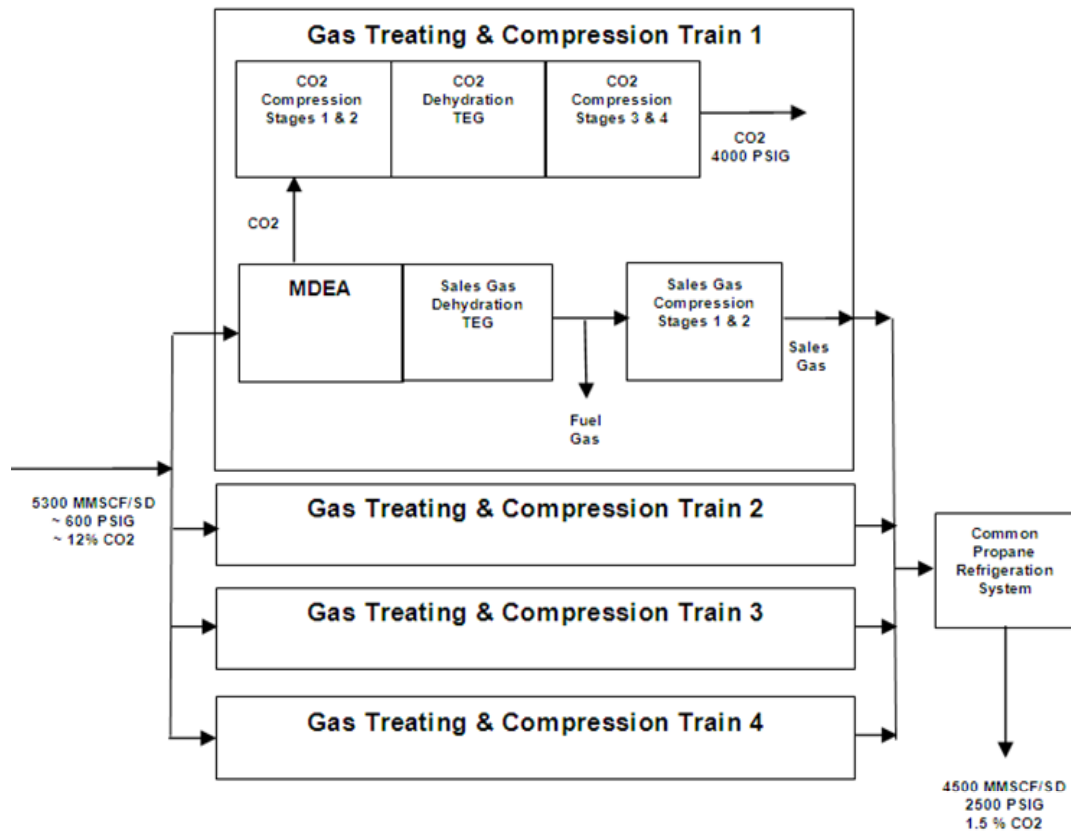 Gas Treating & Compression Train 1
CO2
Compression
Stages 1 & 2
CO2
Dehydration
TEG
CO2
Compression
Stages 3 & 4
CO2
4000 PSIG
CO2
MDEA
Sales Gas
Dehydration
TEG
Sales Gas
Compression
Stages 1 & 2
Sales
Gas
Fuel
Gas
5300 MMSCF/SD
~ 600 PSIG
~ 12% CO2
Gas Treating & Compression Train 2
Common
Propane
Refrigeration
System
Gas Treating & Compression Train 3
Gas Treating & Compression Train 4
4500 MMSCF/SD
2500 PSIG
1.5 % CO2